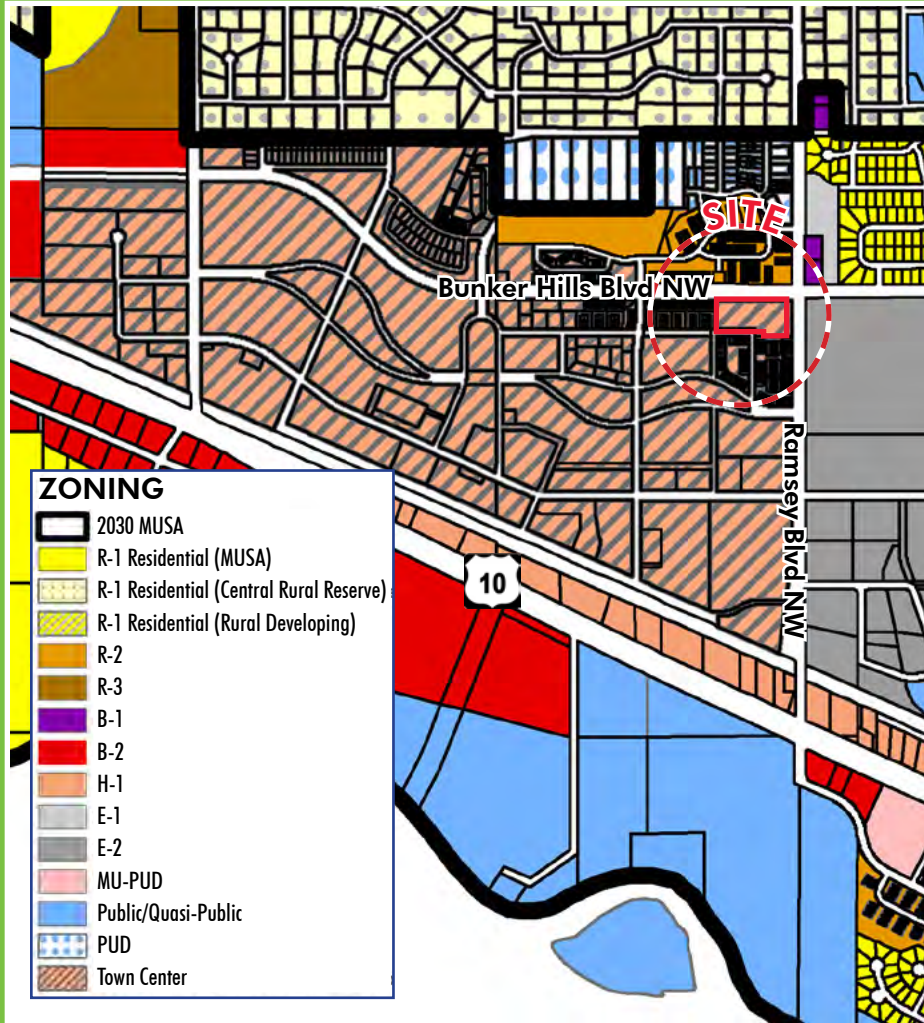 SITE
Bunker Hills Blvd NW
Ramsey Blvd NW
10
ZONING
2030 MUSA
R-1 Residential (MUSA)
R-1 Residential (Central Rural Reserve)
R-1 Residential (Rural Developing)
R-2
R-3
B-1
B-2
H-1
E-1
E-2
MU-PUD
Public/Quasi-Public
PUD
Town Center